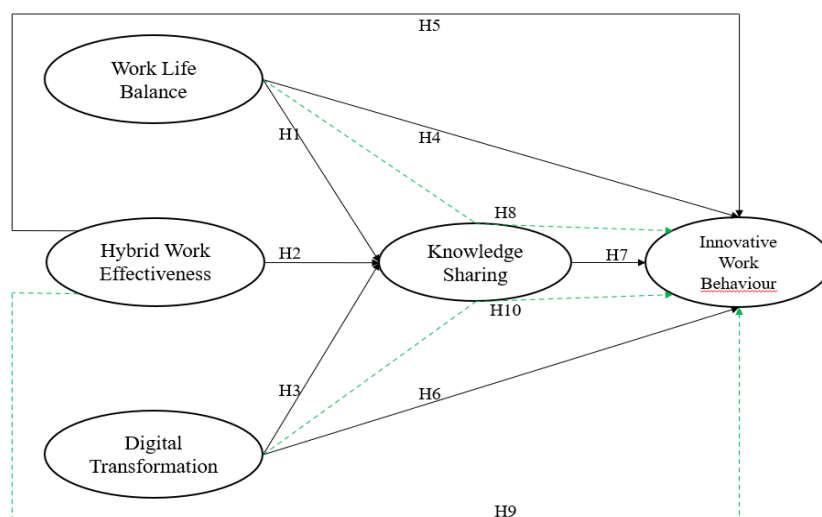 H5
Work Life
Balance
H1
H4
H8
Hybrid Work
Effectiveness
H2
Knowledge
Sharing
H7
Innovative
Work
Behaviour
H10
H3
H6
Digital
Transformation
H9